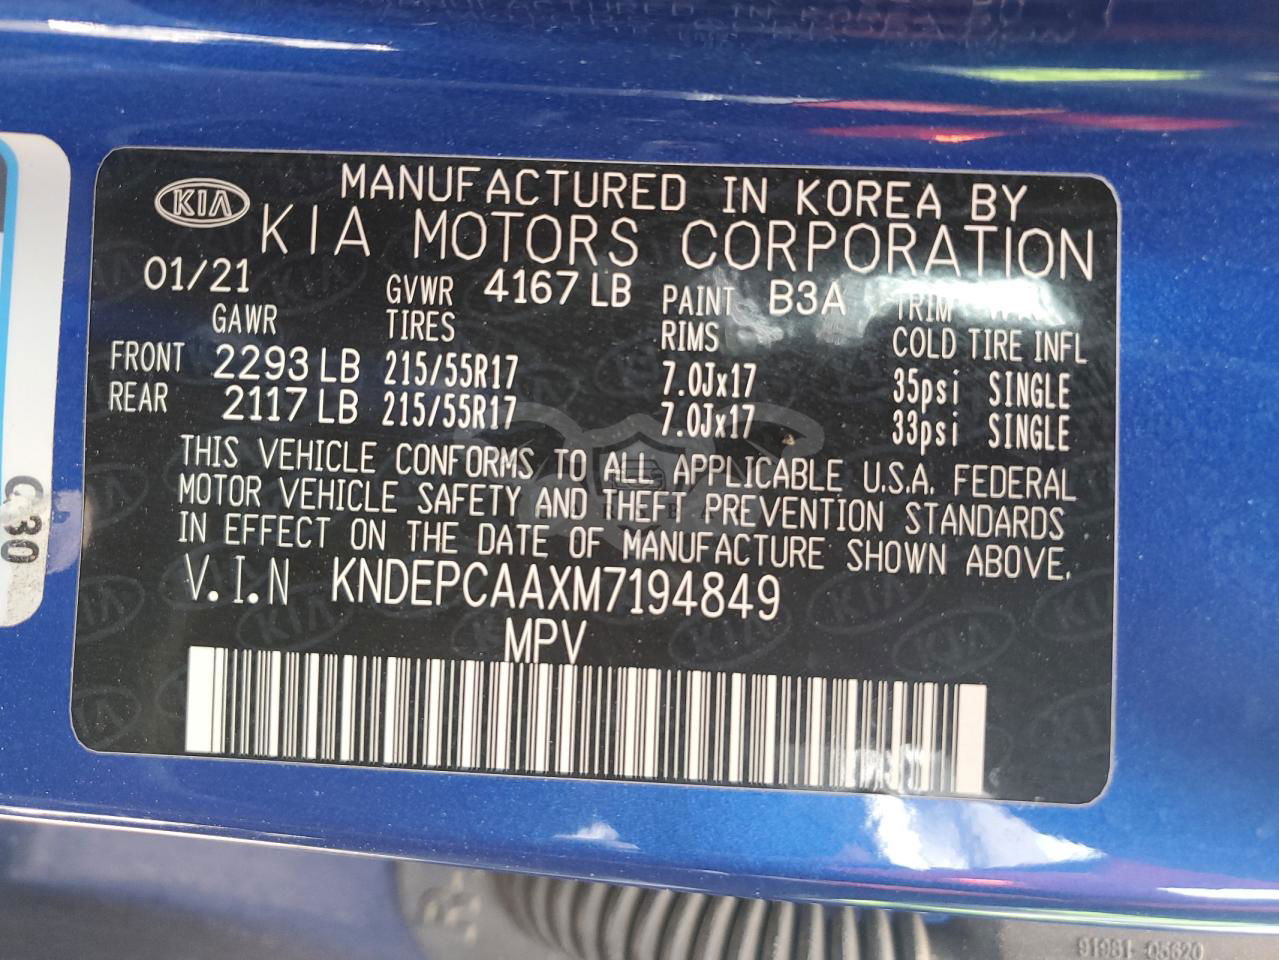 KIA
MANUFACTURED IN KOREA BY
KIA MOTORS CORPORATION
01/21 GVWR 4167 LB PAINT B3A TRIM
GAWR TIRES RIMS COLD TIRE INFL
FRONT 2293 LB 215/55R17 7.0Jx17 35psi SINGLE
REAR 2117 LB 215/55R17 7.0Jx17 33psi SINGLE
THIS VEHICLE CONFORMS TO ALL APPLICABLE U.S.A. FEDERAL
MOTOR VEHICLE SAFETY AND THEFT PREVENTION STANDARDS
IN EFFECT ON THE DATE OF MANUFACTURE SHOWN ABOVE.
V.I.N KNDEPCAAXM7194849
MPV
91981-05620